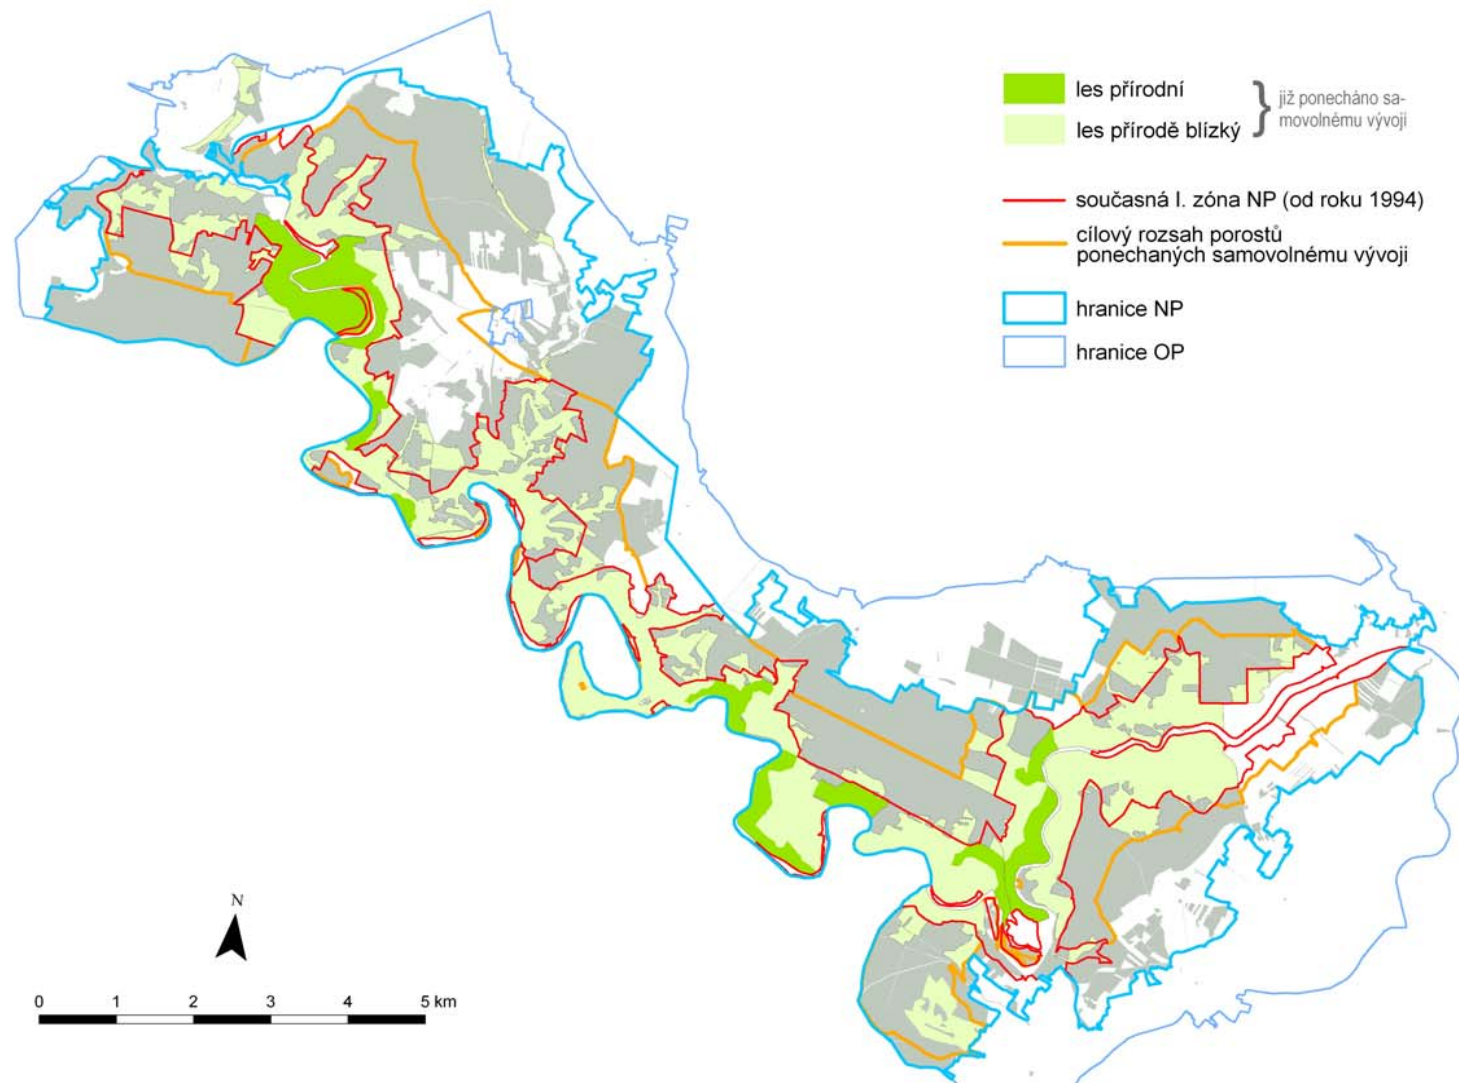 les přírodní
les přírodě blízký
již ponecháno sa-
movolnému vývoji
současná I. zóna NP (od roku 1994)
cílový rozsah porostů
ponechaných samovolnému vývoji
hranice NP
hranice OP
N
0 1 2 3 4 5 km